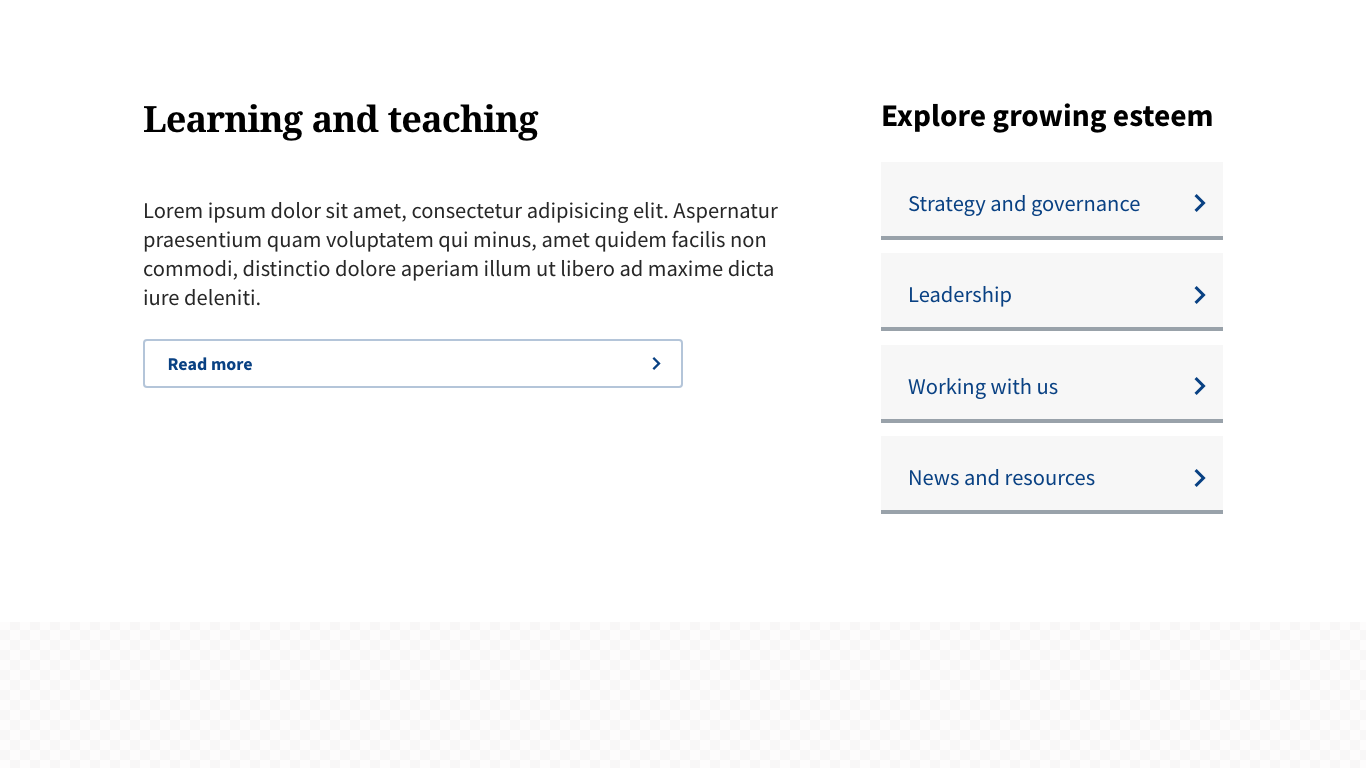 Learning and teaching
Lorem ipsum dolor sit amet, consectetur adipisicing elit. Aspernatur
praesentium quam voluptatem qui minus, amet quidem facilis non
commodi, distinctio dolore aperiam illum ut libero ad maxime dicta
iure deleniti.
Read more
Explore growing esteem
Strategy and governance
Leadership
Working with us
News and resources